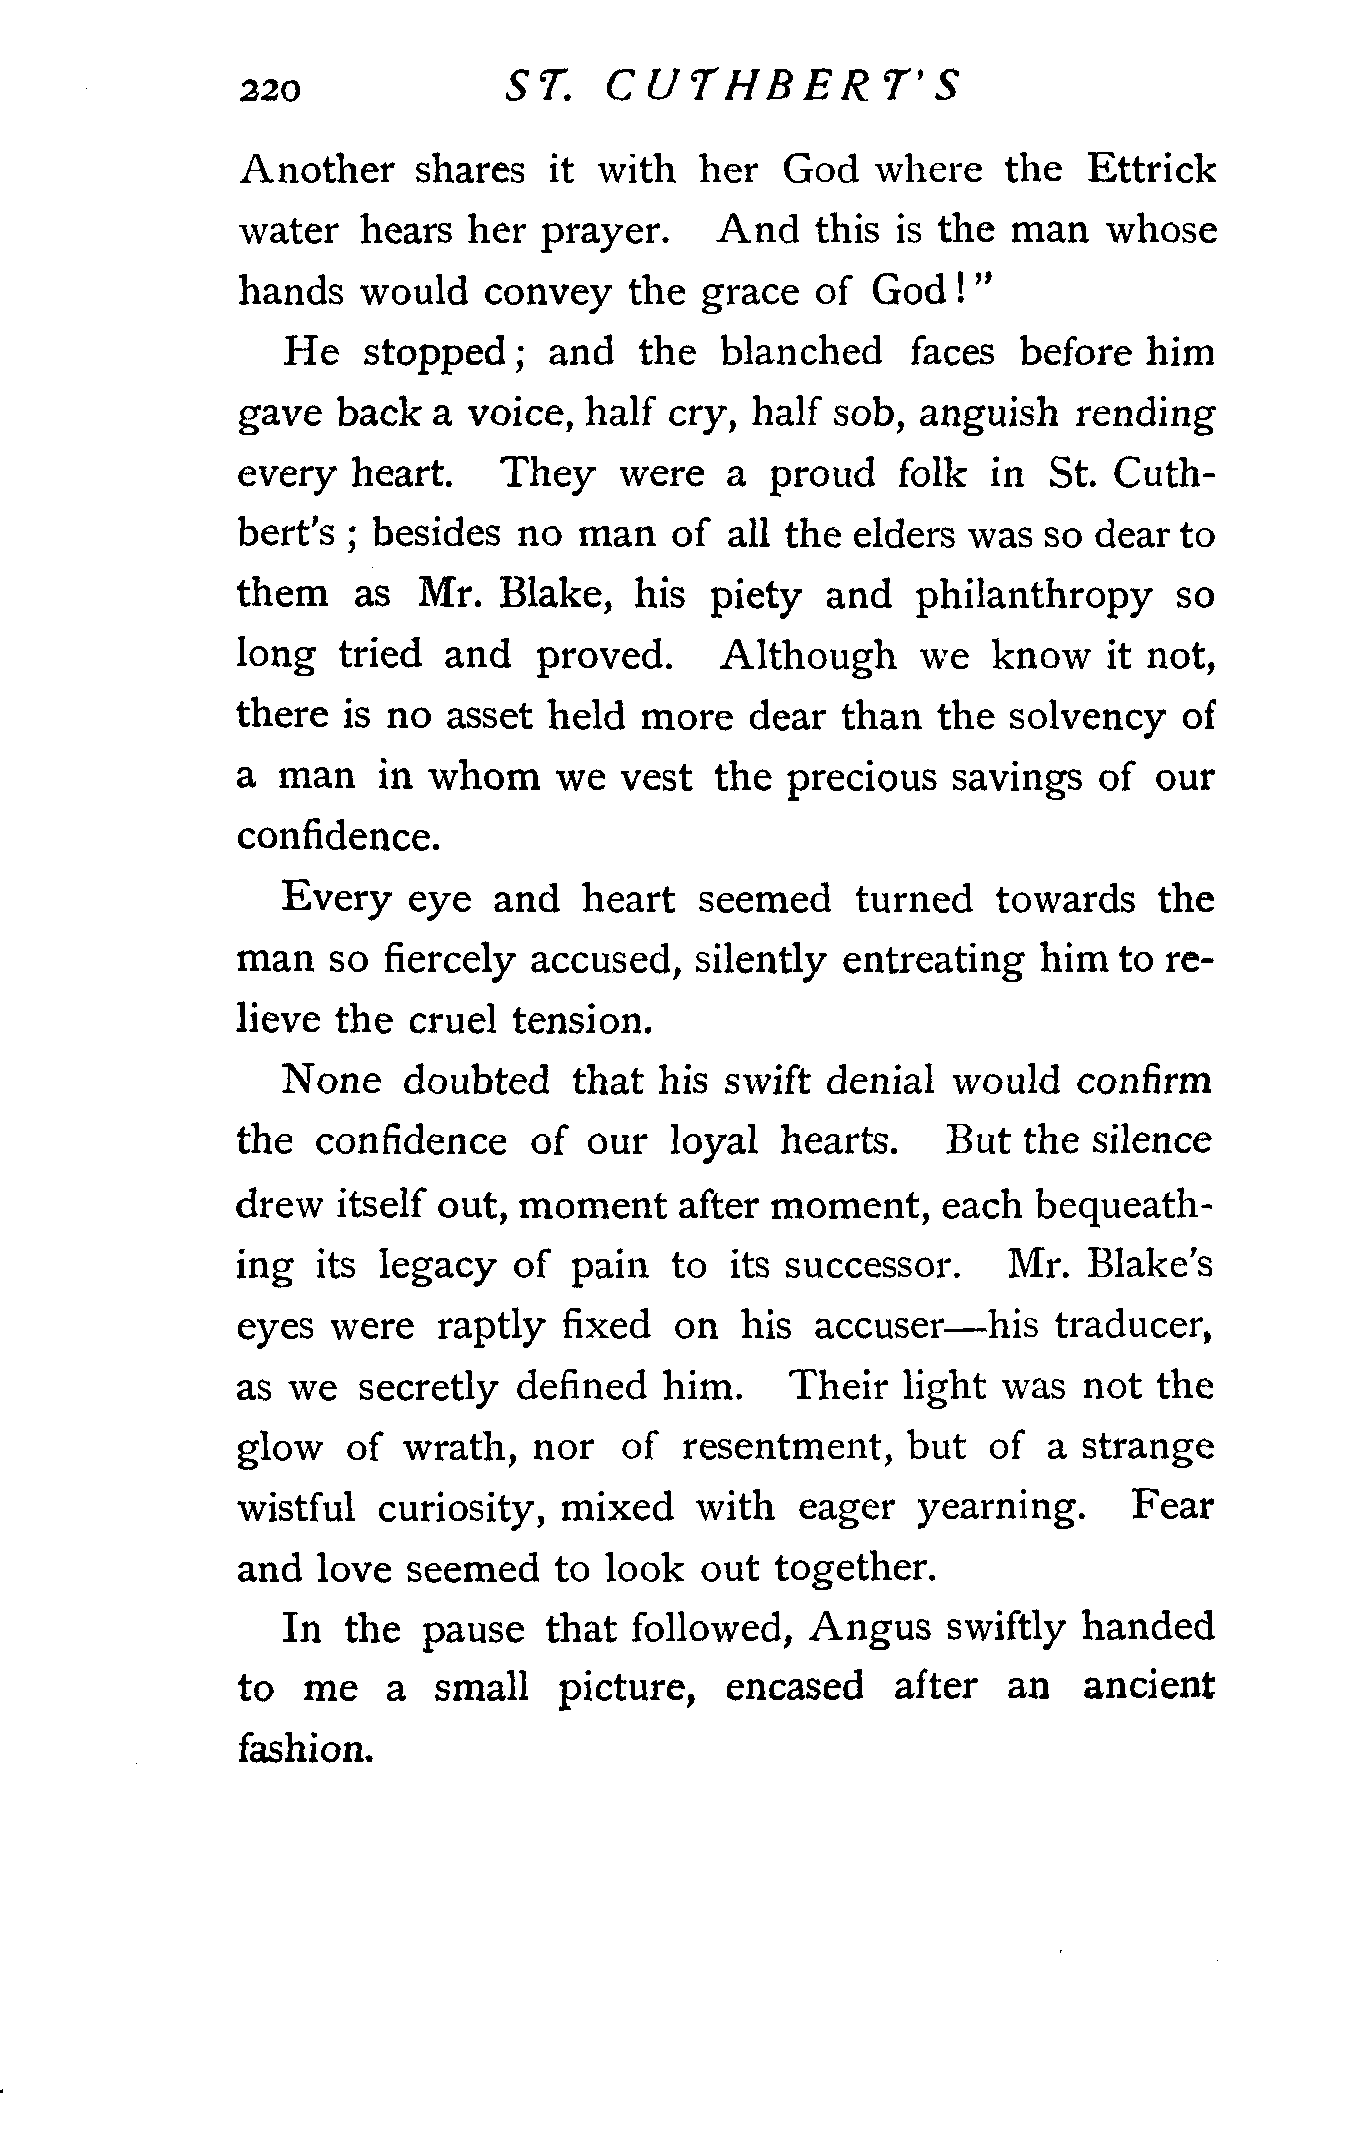 220 ST. CUTHBERT'S
Another shares it with her God where the Ettrick
water hears her prayer. And this is the man whose
hands would convey the grace of God!"
He stopped; and the blanched faces before him
gave back a voice, half cry, half sob, anguish rending
every heart. They were a proud folk in St. Cuth-
bert's; besides no man of all the elders was so dear to
them as Mr. Blake, his piety and philanthropy so
long tried and proved. Although we know it not,
there is no asset held more dear than the solvency of
a man in whom we vest the precious savings of our
confidence.
Every eye and heart seemed turned towards the
man so fiercely accused, silently entreating him to re-
lieve the cruel tension.
None doubted that his swift denial would confirm
the confidence of our loyal hearts. But the silence
drew itself out, moment after moment, each bequeath-
ing its legacy of pain to its successor. Mr. Blake's
eyes were raptly fixed on his accuser—his traducer,
as we secretly defined him. Their light was not the
glow of wrath, nor of resentment, but of a strange
wistful curiosity, mixed with eager yearning. Fear
and love seemed to look out together.
In the pause that followed, Angus swiftly handed
to me a small picture, encased after an ancient
fashion.